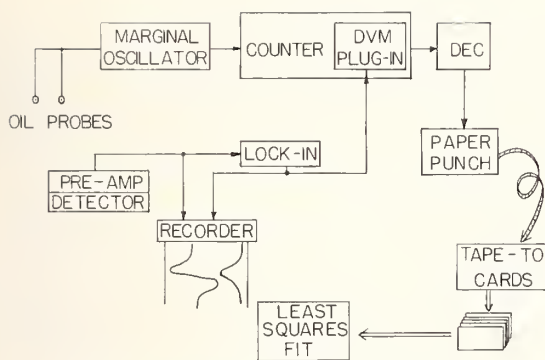 MARGINAL
OSCILLATOR
COUNTER
DVM
PLUG-IN
DEC
OIL PROBES
PAPER
PUNCH
LOCK-IN
PRE-AMP
DETECTOR
RECORDER
TAPE-TO
CARDS
LEAST
SQUARES
FIT